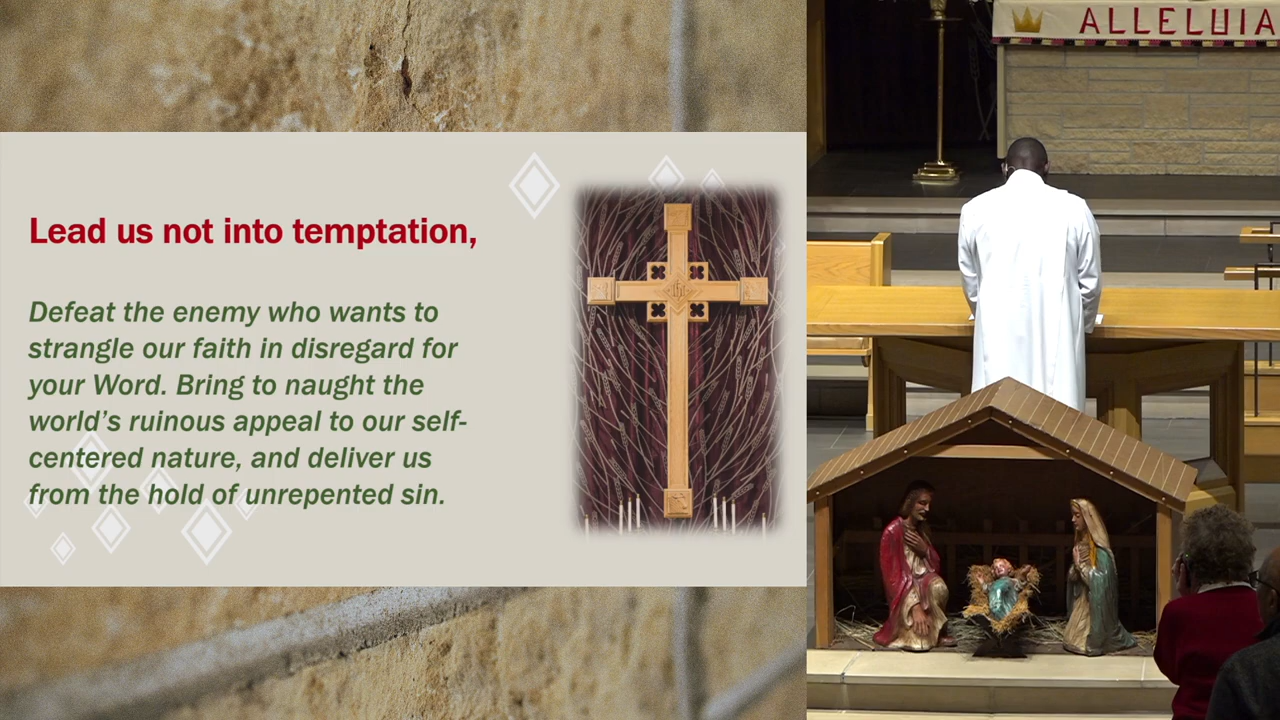 Lead us not into temptation,
Defeat the enemy who wants to
strangle our faith in disregard for
your Word. Bring to naught the
world's ruinous appeal to our self-
centered nature, and deliver us
from the hold of unrepented sin.
ALLELUIA